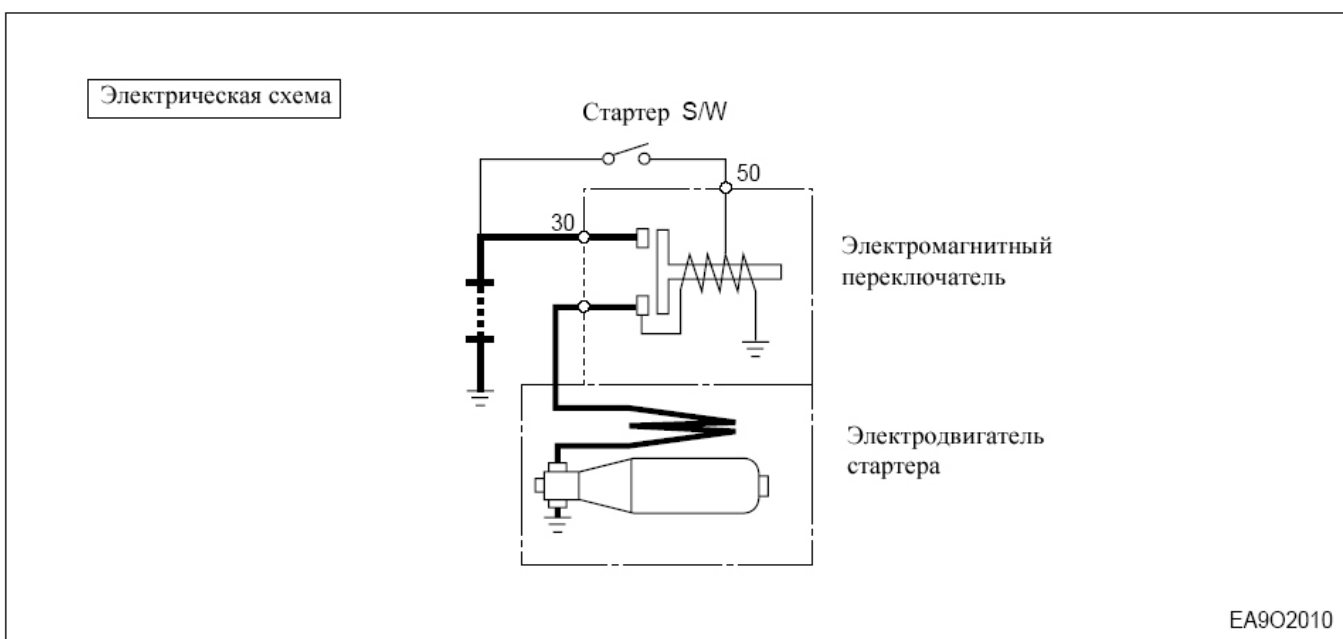 Электрическая схема
Стартер S/W
50
30
Электромагнитный
переключатель
Электродвигатель
стартера
EA9O2010